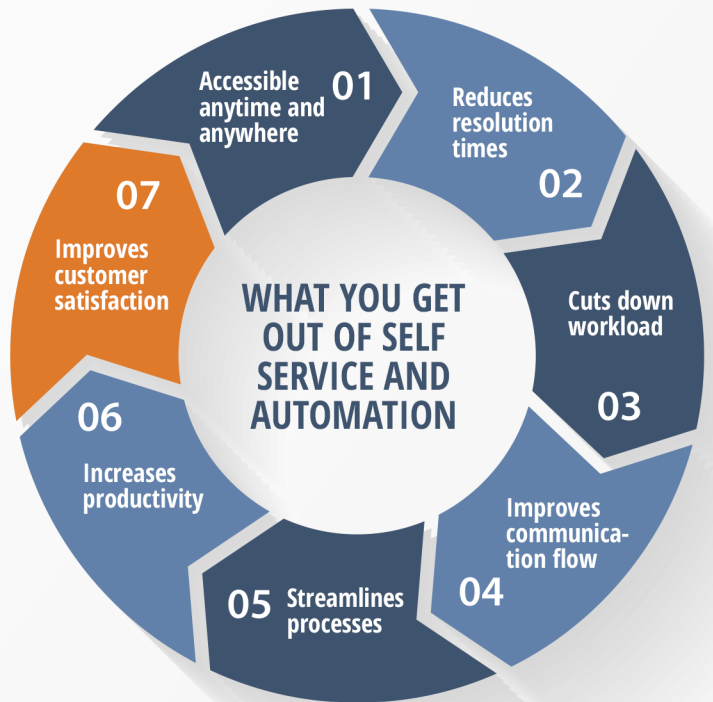 WHAT YOU GET
OUT OF SELF
SERVICE AND
AUTOMATION
01
Accessible
anytime and
anywhere
Reduces
resolution
times
02
Cuts down
workload
03
Improves
communica-
tion flow
04
05
Streamlines
processes
06
Increases
productivity
07
Improves
customer
satisfaction